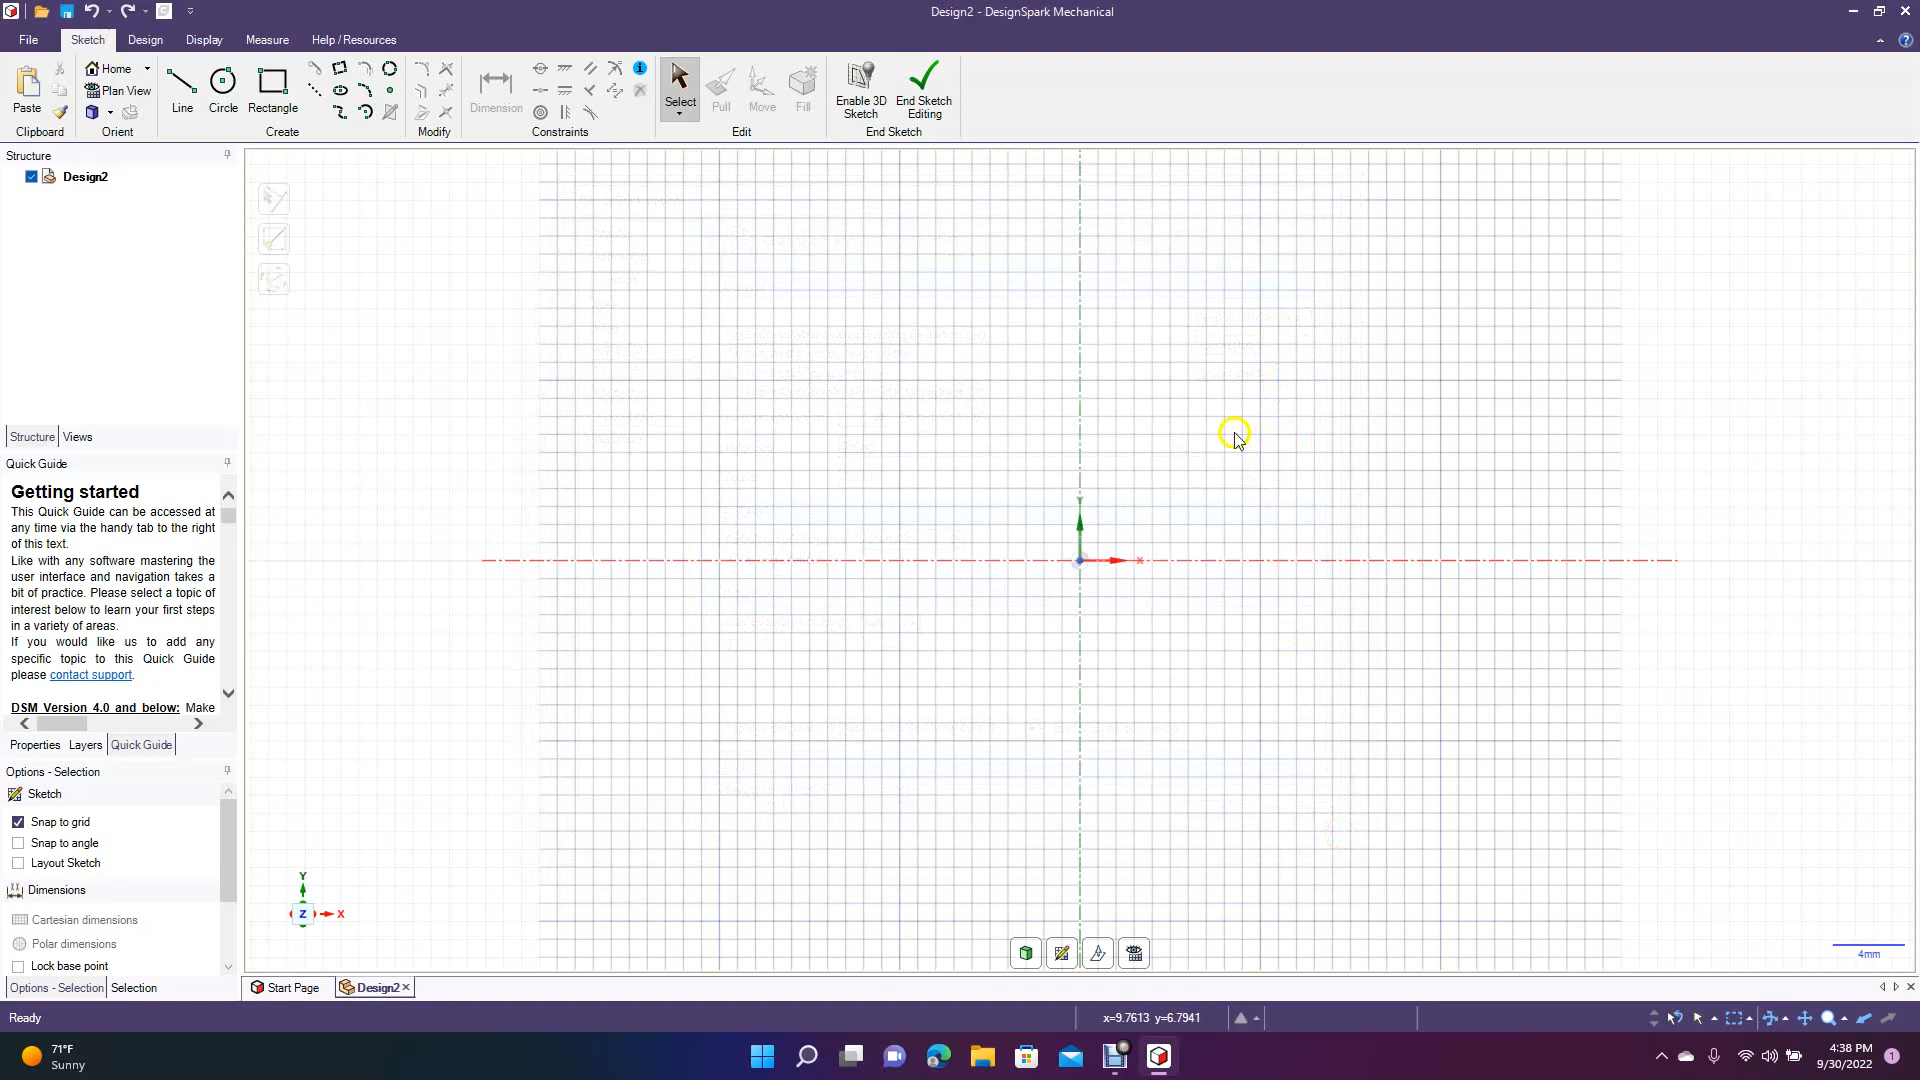 Design2 - DesignSpark Mechanical
File Sketch Design Display Measure Help / Resources
Paste
Clipboard
Home
Plan View
Orient
Line Circle Rectangle
Create
Modify
Dimension
Constraints
Select Pull Move Fill
Edit
Enable 3D Sketch
End Sketch Editing
End Sketch
Structure
Design2
Structure Views
Quick Guide
Getting started
This Quick Guide can be accessed at
any time via the handy tab to the right
of this text.
Like with any software mastering the
user interface and navigation takes a
bit of practice. Please select a topic of
interest below to learn your first steps
in a variety of areas.
If you would like us to add any
specific topic to this Quick Guide
please contact support.
DSM Version 4.0 and below: Make
Properties Layers Quick Guide
Options - Selection
Sketch
Snap to grid
Snap to angle
Layout Sketch
Dimensions
Cartesian dimensions
Polar dimensions
Lock base point
Options - Selection Selection
Y
X
Y
Z X
4mm
Start Page Design2
Ready
x=9.7613 y=6.7941
71°F
Sunny
4:38 PM
9/30/2022
1